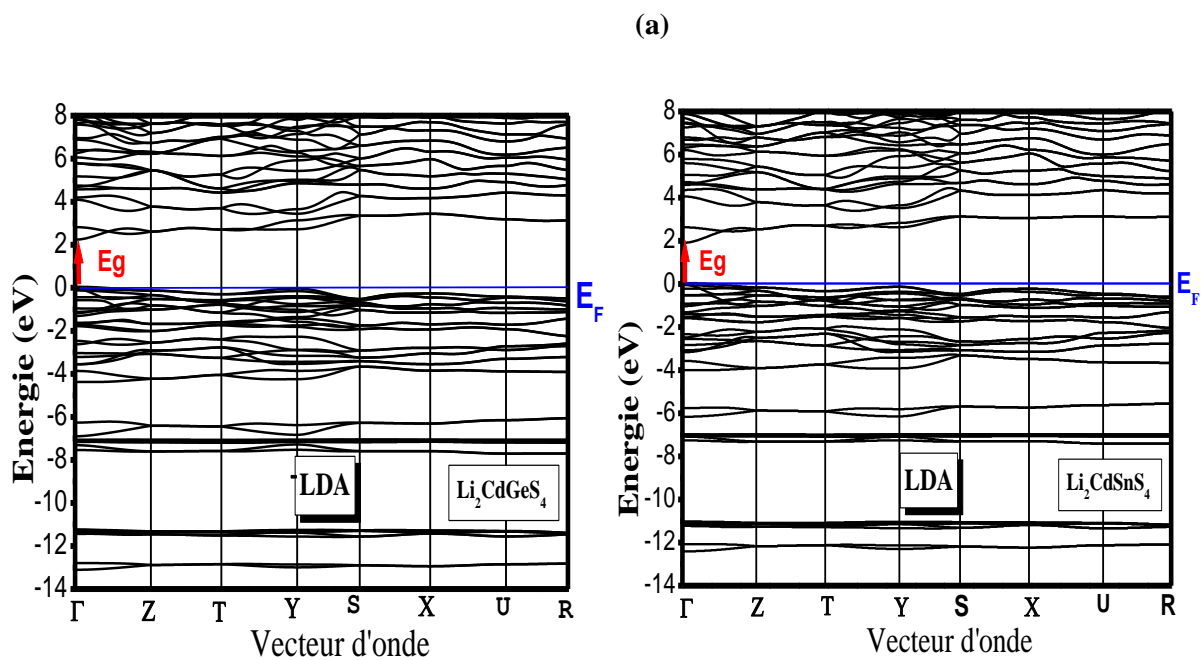 (a)
8
6
4
2
0
-2
-4
-6
-8
-10
-12
-14
Energie (eV)
Eg
E_F
-LDA
Li₂CdGeS₄
Γ Z T Y S X U R
Vecteur d'onde
8
6
4
2
0
-2
-4
-6
-8
-10
-12
-14
Energie (eV)
Eg
E_F
LDA
Li₂CdSnS₄
Γ Z T Y S X U R
Vecteur d'onde